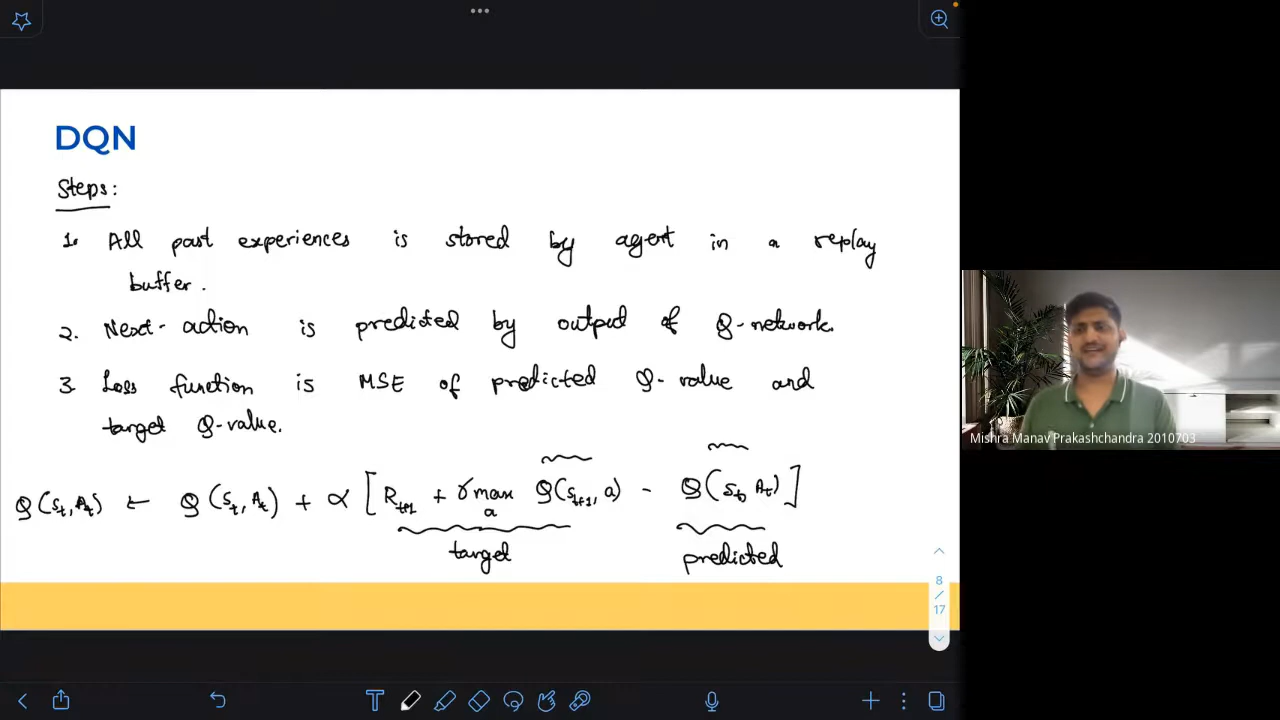 DQN
Steps:
1. All past experiences is stored by agent in a replay
buffer.
2. Next-action is predicted by output of Q-network.
3. Loss function is MSE of predicted Q-value and
target Q-value.
Q(St, At) ← Q(St, At) + α [Rt+1 + γ max Q(St+1, a) - Q(St, At)]
a
target predicted
Mishra Manav Prakashchandra 2010703
8
/
17
T